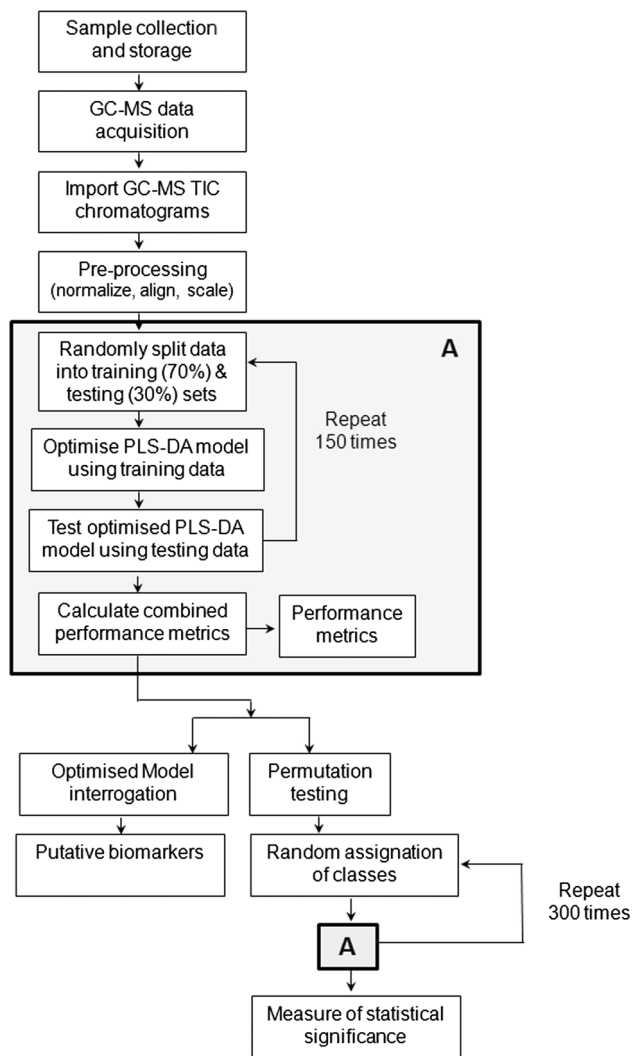 Sample collection
and storage
GC-MS data
acquisition
Import GC-MS TIC
chromatograms
Pre-processing
(normalize, align, scale)
A
Randomly split data
into training (70%) &
testing (30%) sets
Repeat
150 times
Optimise PLS-DA model
using training data
Test optimised PLS-DA
model using testing data
Calculate combined
performance metrics
Performance
metrics
Optimised Model
interrogation
Permutation
testing
Putative biomarkers
Random assignation
of classes
Repeat
300 times
A
Measure of statistical
significance